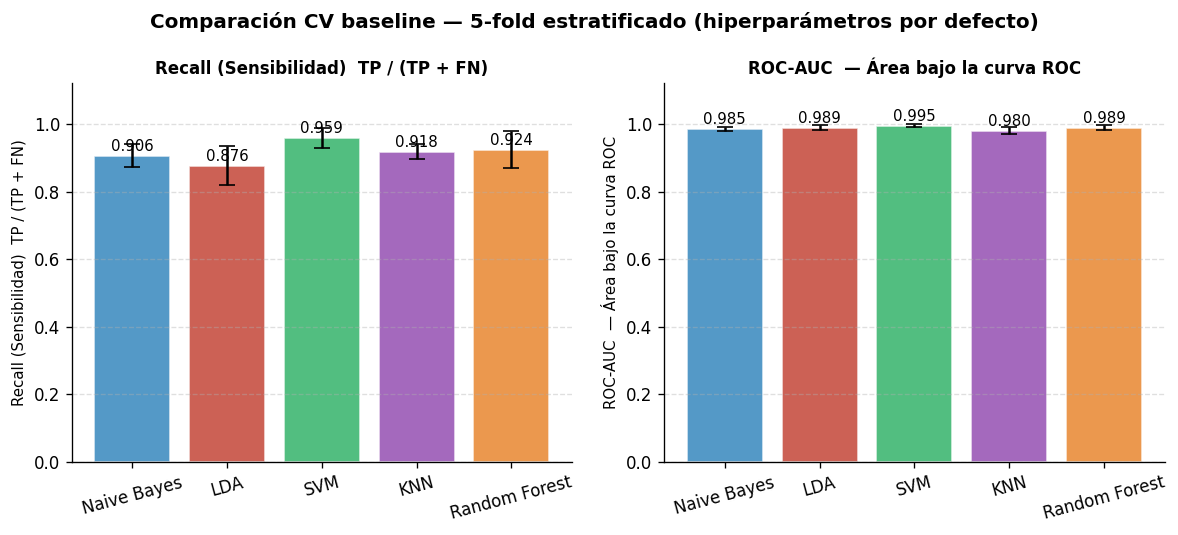 Comparación CV baseline — 5-fold estratificado (hiperparámetros por defecto)
Recall (Sensibilidad)  TP / (TP + FN)
Recall (Sensibilidad)  TP / (TP + FN)
1.0
0.8
0.6
0.4
0.2
0.0
0.906
0.876
0.959
0.918
0.924
Naive Bayes
LDA
SVM
KNN
Random Forest
ROC-AUC  — Área bajo la curva ROC
ROC-AUC  — Área bajo la curva ROC
1.0
0.8
0.6
0.4
0.2
0.0
0.985
0.989
0.995
0.980
0.989
Naive Bayes
LDA
SVM
KNN
Random Forest